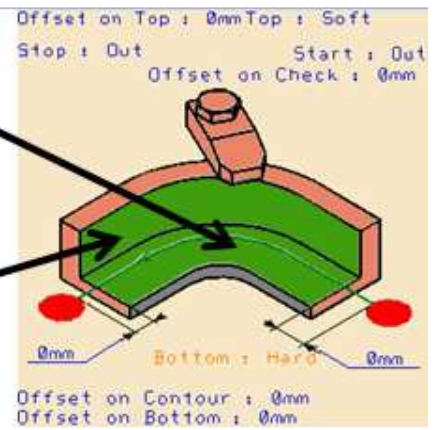 Offset on Top : 0mm Top : Soft
Stop : Out
Start : Out
Offset on Check : 0mm
0mm
Bottom : Hard
0mm
Offset on Contour : 0mm
Offset on Bottom : 0mm